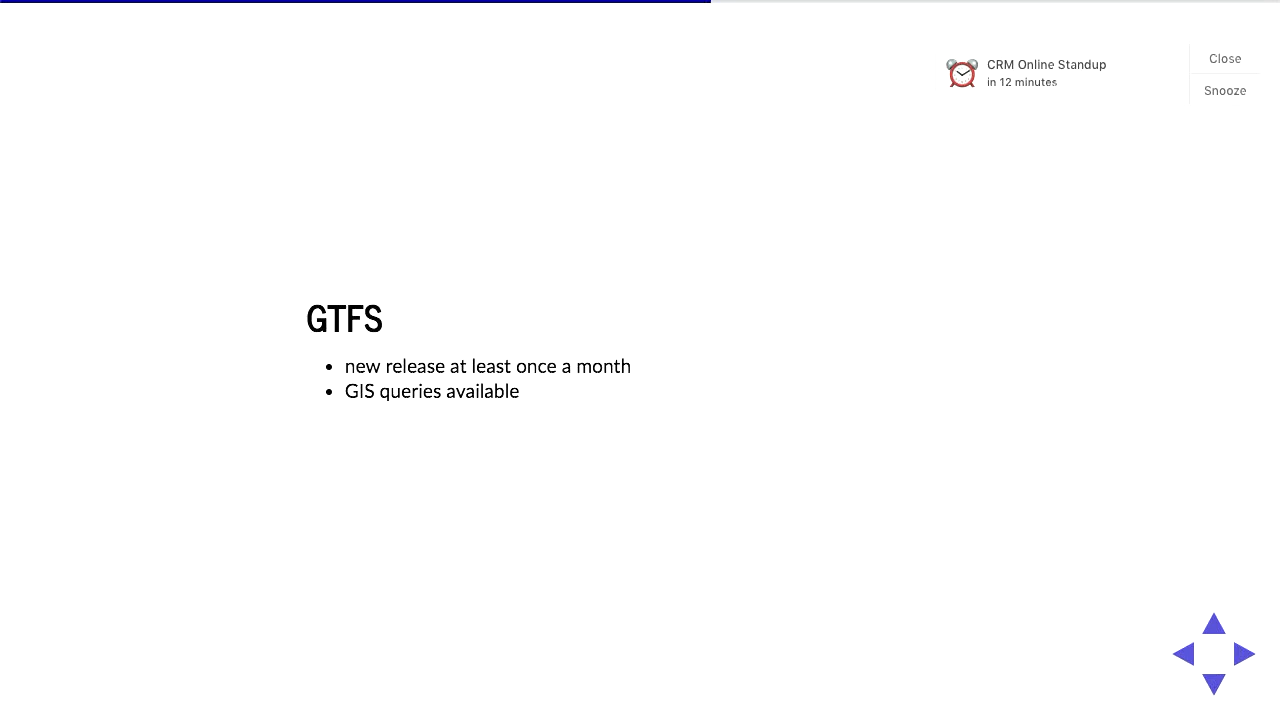 CRM Online Standup
in 12 minutes
Close
Snooze
GTFS
new release at least once a month
GIS queries available